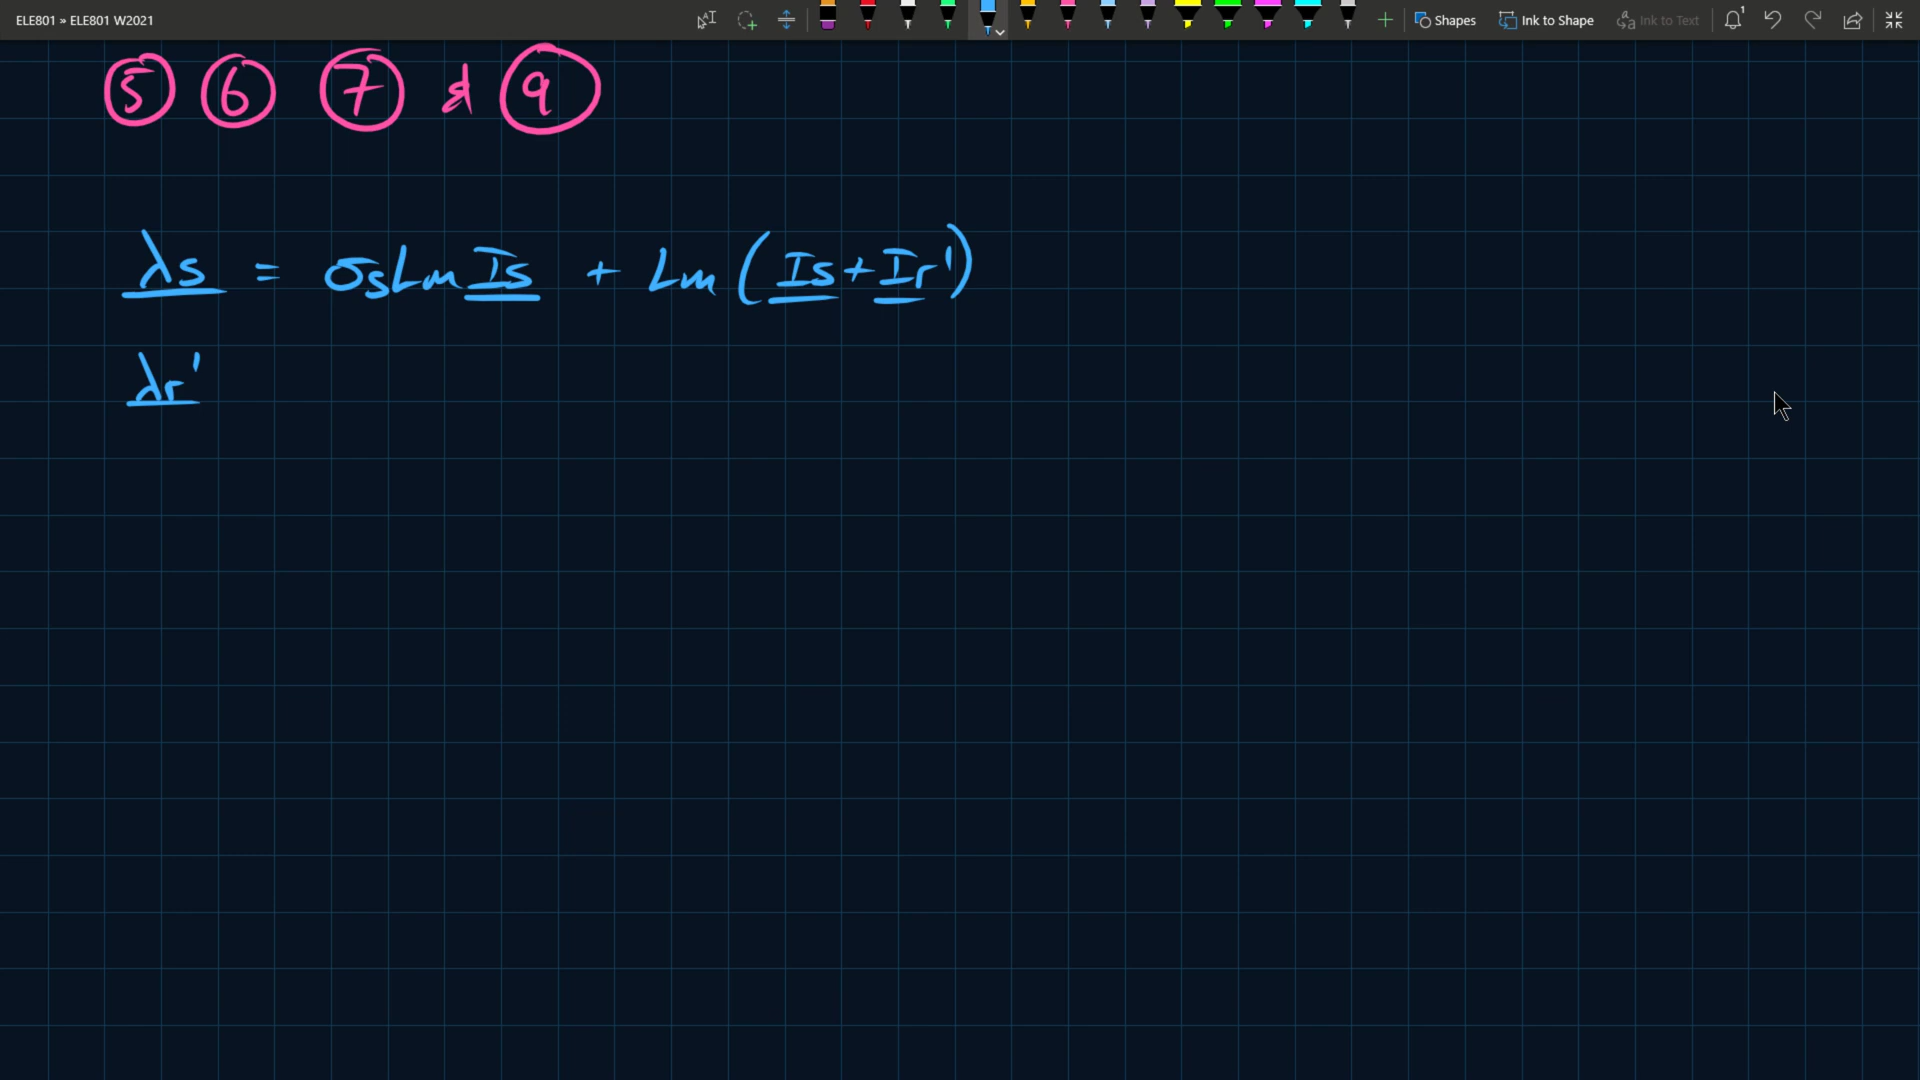 ELE801 » ELE801 W2021 Shapes Ink to Shape Ink to Text
⑤ ⑥ ⑦ & ⑨
λs = σsLm Is + Lm (Is + Ir')
λr'